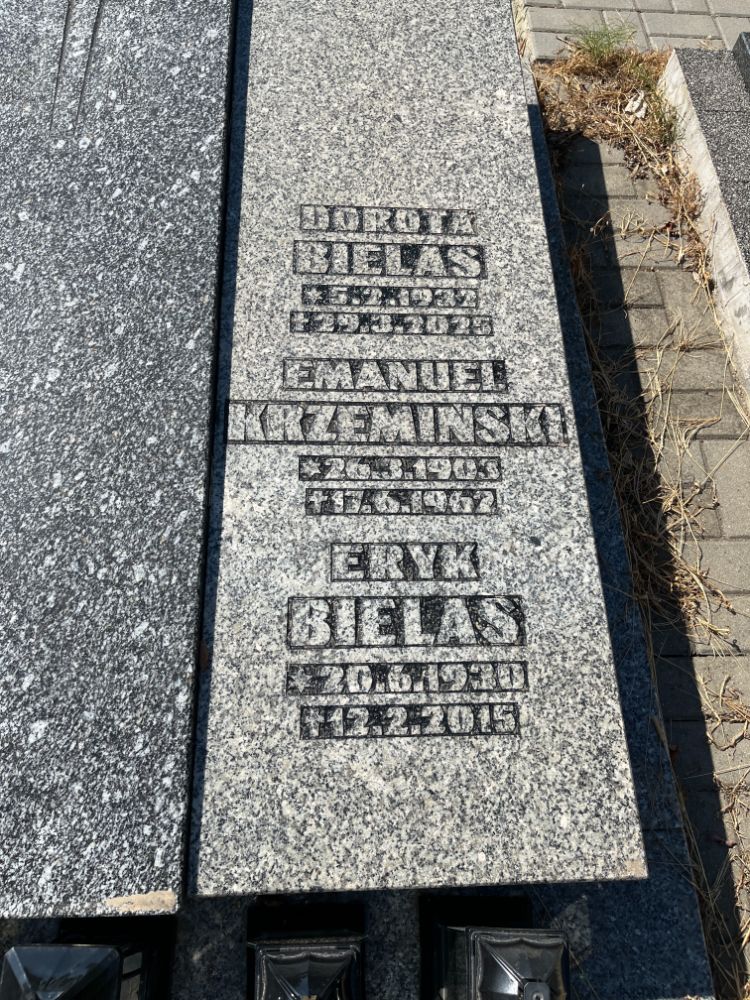 DOROTA
BIELAS
*5.2.1932
†29.3.2025
EMANUEL
KRZEMINSKI
*26.3.1903
†17.6.1967
ERYK
BIELAS
*20.6.1930
†12.2.2015